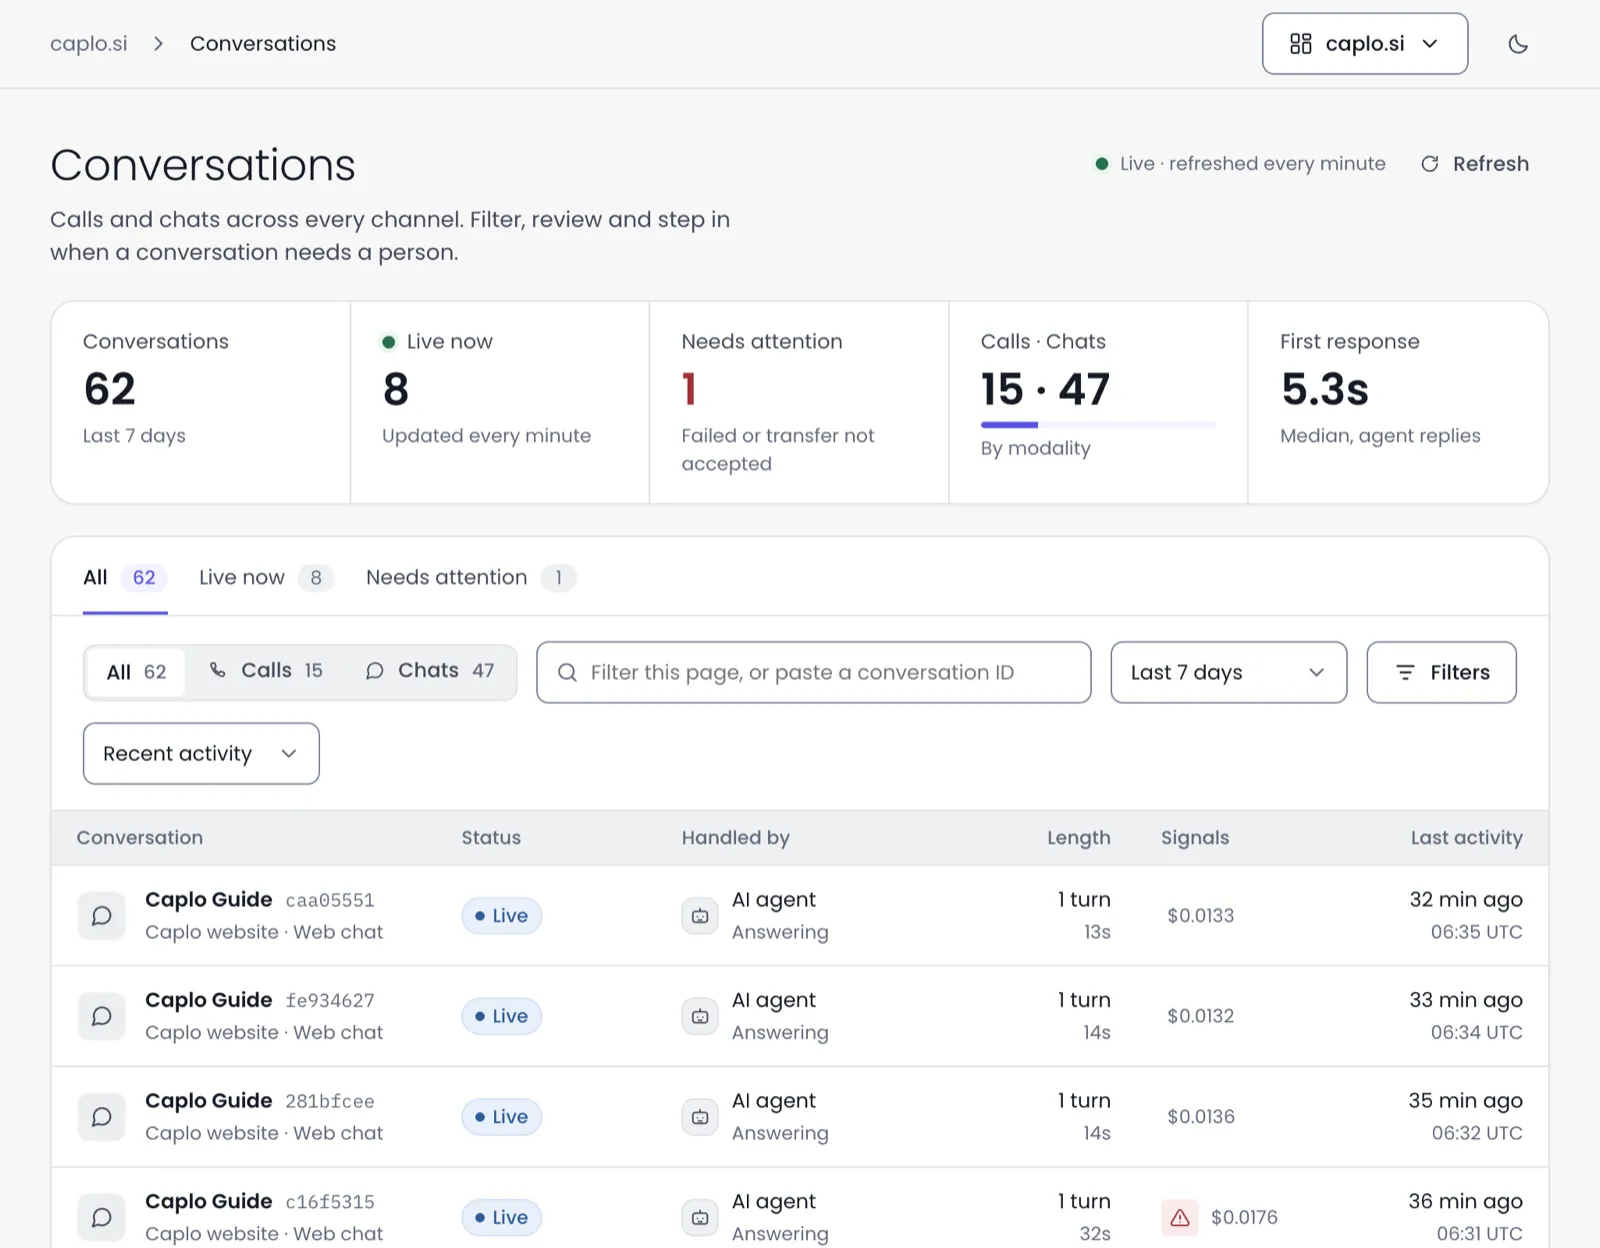 caplo.si > Conversations
caplo.si
Conversations
Live · refreshed every minute
Refresh
Calls and chats across every channel. Filter, review and step in
when a conversation needs a person.
Conversations
62
Last 7 days
Live now
8
Updated every minute
Needs attention
1
Failed or transfer not
accepted
Calls · Chats
15 · 47
By modality
First response
5.3s
Median, agent replies
All 62 Live now 8 Needs attention 1
All 62 Calls 15 Chats 47
Filter this page, or paste a conversation ID
Last 7 days
Filters
Recent activity
Conversation Status Handled by Length Signals Last activity
Caplo Guide caa05551 Live AI agent 1 turn $0.0133 32 min ago
Caplo website · Web chat Answering 13s 06:35 UTC
Caplo Guide fe934627 Live AI agent 1 turn $0.0132 33 min ago
Caplo website · Web chat Answering 14s 06:34 UTC
Caplo Guide 281bfcee Live AI agent 1 turn $0.0136 35 min ago
Caplo website · Web chat Answering 14s 06:32 UTC
Caplo Guide c16f5315 Live AI agent 1 turn $0.0176 36 min ago
Caplo website · Web chat Answering 32s 06:31 UTC